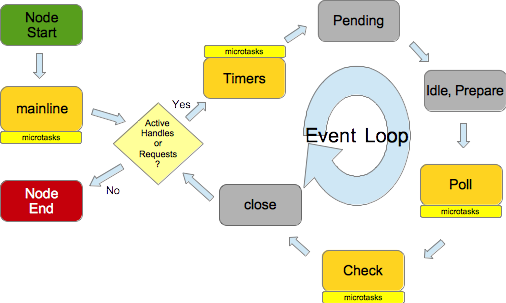 Node
Start
mainline
microtasks
Node
End
Active
Handles
or
Requests
?
Yes
No
microtasks
Timers
Pending
Idle, Prepare
Poll
microtasks
Check
microtasks
close
Event Loop